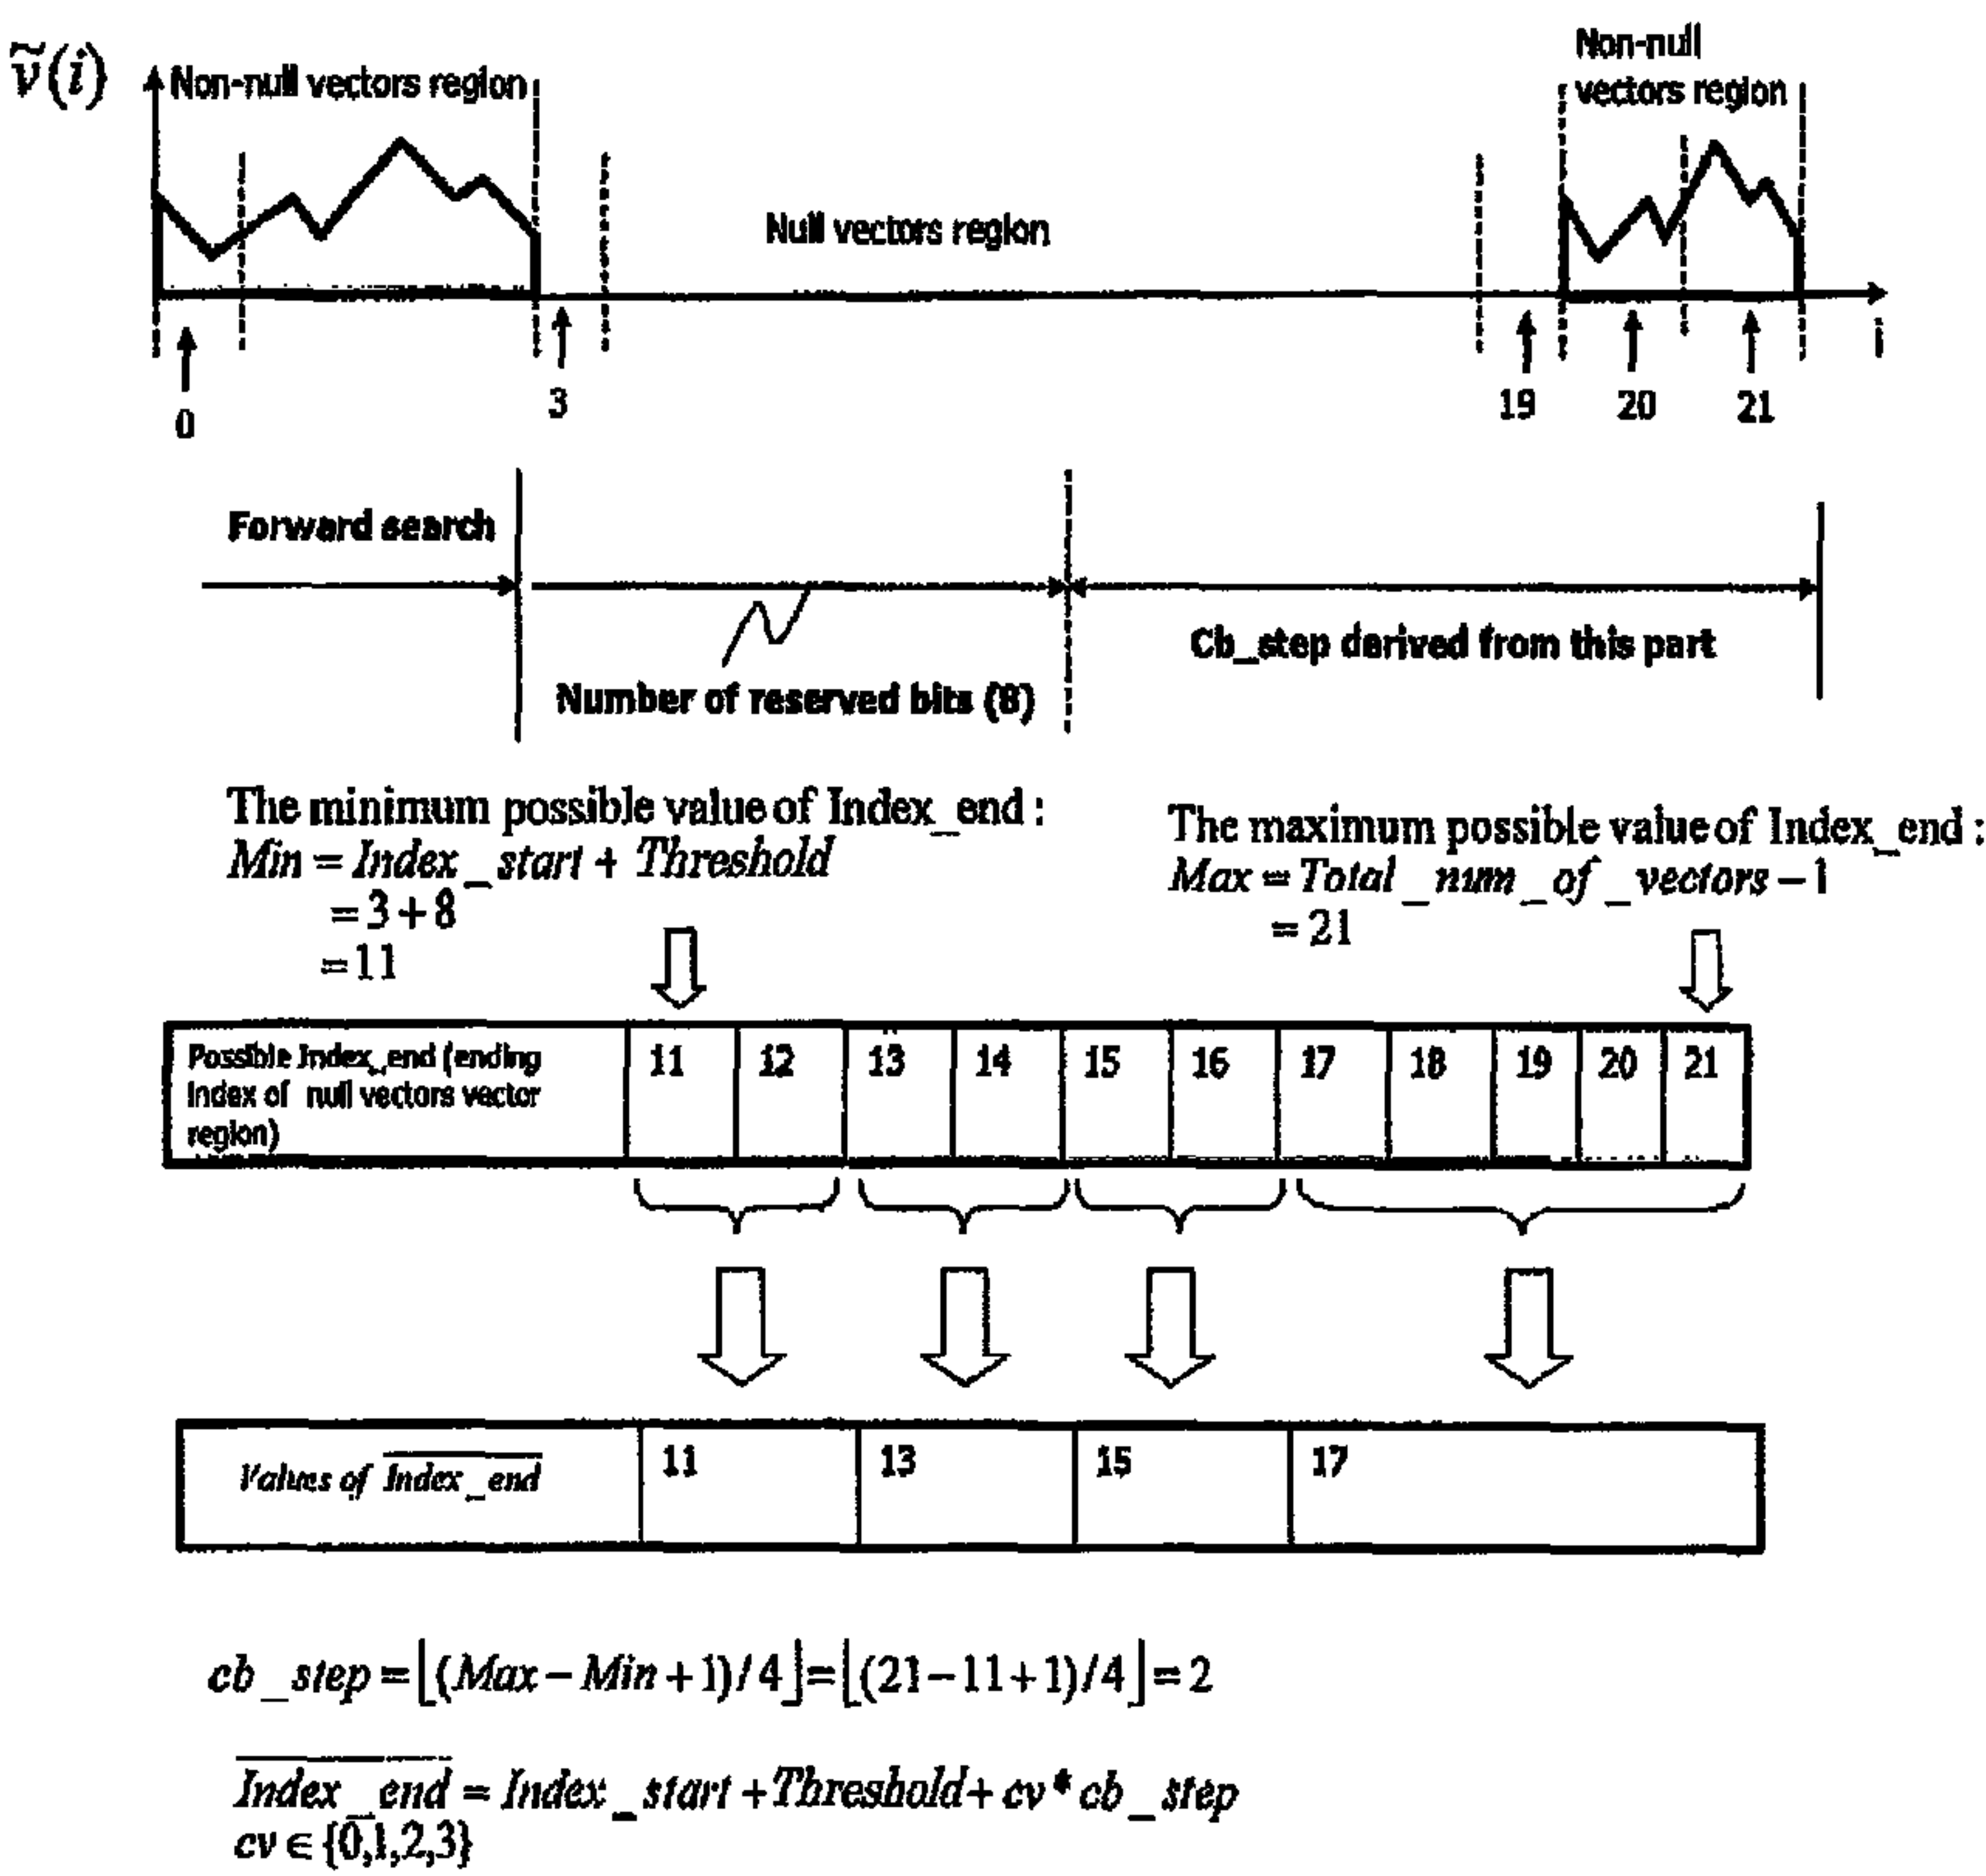 ṽ(i)
Non-null vectors region
Non-null
vectors region
Null vectors region
0
3
19
20
21
i
Forward search
Number of reserved bits (8)
Cb_step derived from this part
The minimum possible value of Index_end :
Min = Index_start + Threshold
= 3 + 8
= 11
The maximum possible value of Index_end :
Max = Total_num_of_vectors − 1
= 21
Possible Index_end (ending
Index of null vectors vector
region)
11
12
13
14
15
16
17
18
19
20
21
Values of \overline{Index_end}
11
13
15
17
cb_step = ⌊(Max − Min + 1)/4⌋ = ⌊(21−11+1)/4⌋ = 2
\overline{Index_end} = Index_start + Threshold + cv * cb_step
cv ∈ {0,1,2,3}